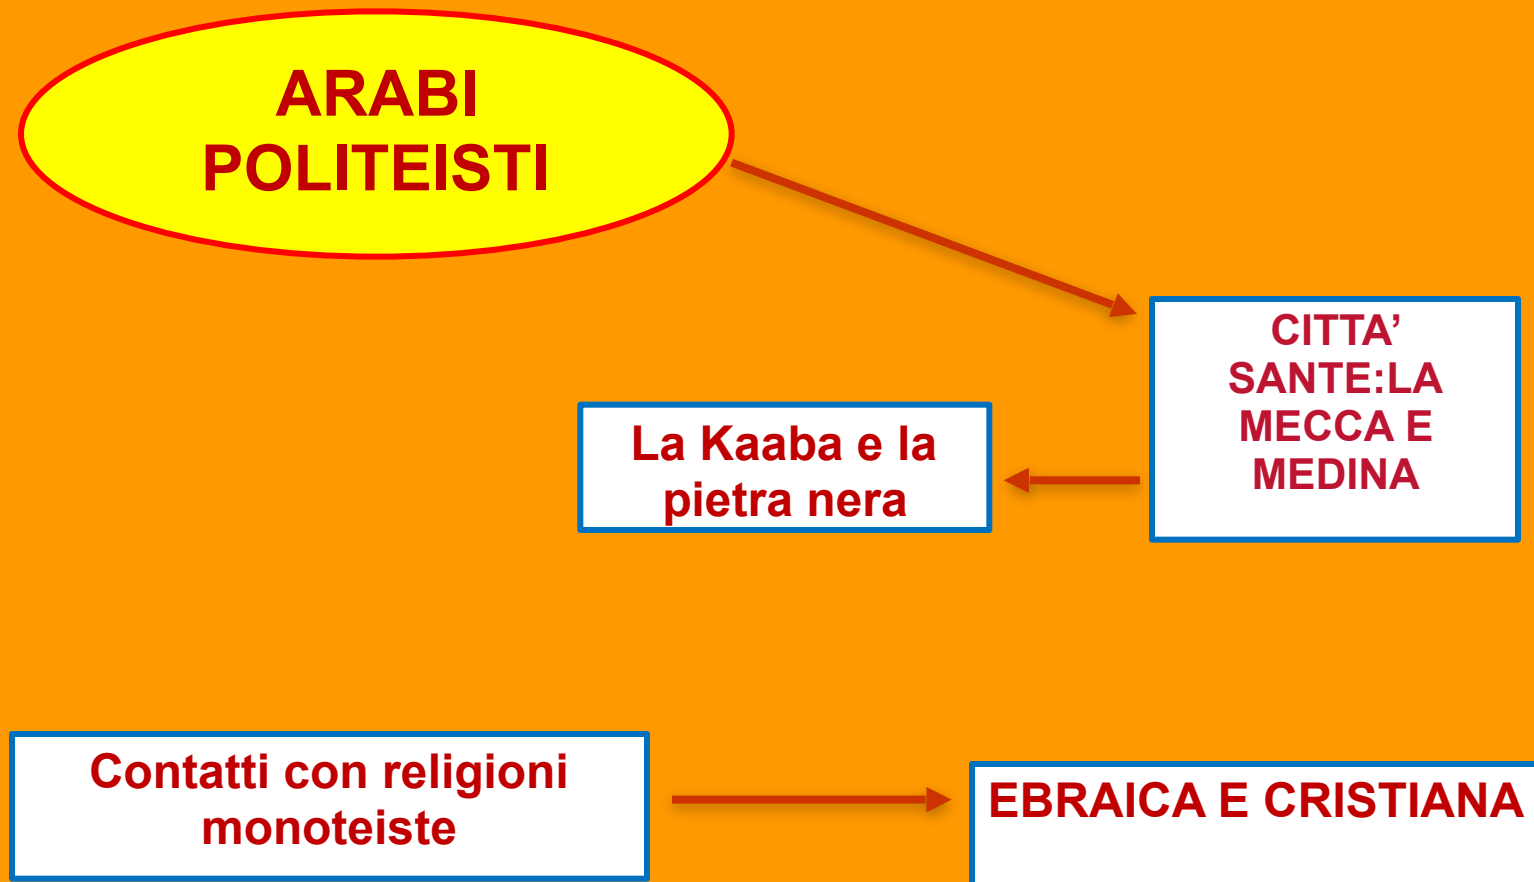 ARABI
POLITEISTI
CITTA’
SANTE:LA
MECCA E
MEDINA
La Kaaba e la
pietra nera
Contatti con religioni
monoteiste
EBRAICA E CRISTIANA